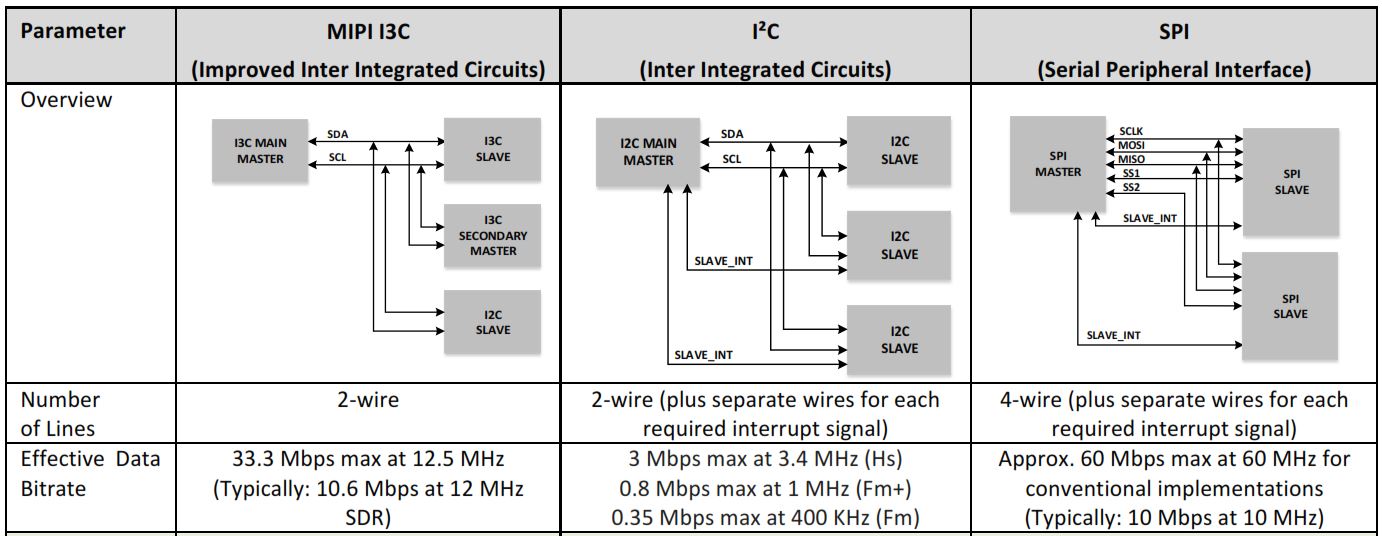 Parameter
MIPI I3C
(Improved Inter Integrated Circuits)
I²C
(Inter Integrated Circuits)
SPI
(Serial Peripheral Interface)
Overview
I3C MAIN
MASTER
SDA
SCL
I3C
SLAVE
I3C
SECONDARY
MASTER
I2C
SLAVE
I2C MAIN
MASTER
SDA
SCL
I2C
SLAVE
I2C
SLAVE
SLAVE_INT
I2C
SLAVE
SLAVE_INT
SPI
MASTER
SCLK
MOSI
MISO
SS1
SS2
SPI
SLAVE
SLAVE_INT
SPI
SLAVE
SLAVE_INT
Number
of Lines
2-wire
2-wire (plus separate wires for each
required interrupt signal)
4-wire (plus separate wires for each
required interrupt signal)
Effective Data
Bitrate
33.3 Mbps max at 12.5 MHz
(Typically: 10.6 Mbps at 12 MHz
SDR)
3 Mbps max at 3.4 MHz (Hs)
0.8 Mbps max at 1 MHz (Fm+)
0.35 Mbps max at 400 KHz (Fm)
Approx. 60 Mbps max at 60 MHz for
conventional implementations
(Typically: 10 Mbps at 10 MHz)